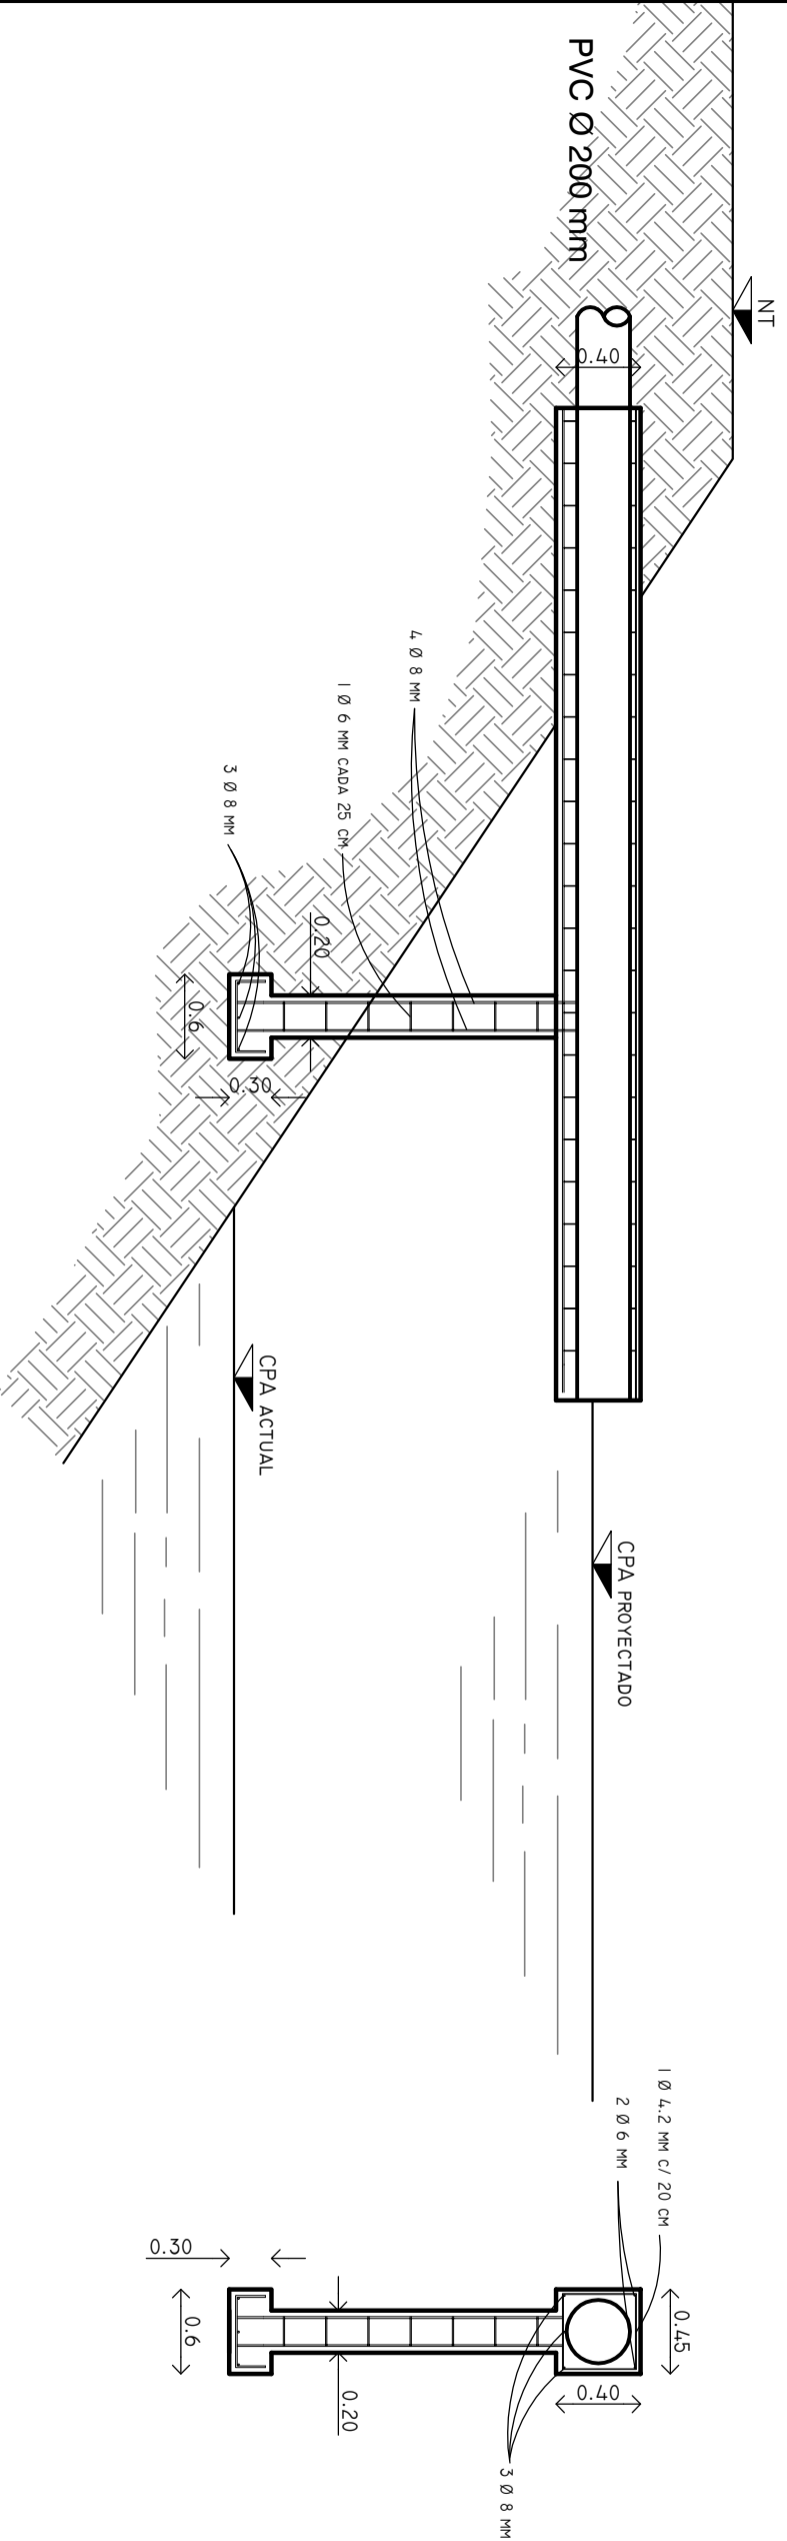 PVC Ø 200 mm
NT
0.40
4 Ø 8 MM
1 Ø 6 MM CADA 25 CM
3 Ø 8 MM
0.20
0.6
0.30
CPA ACTUAL
CPA PROYECTADO
1 Ø 4.2 MM C/ 20 CM
2 Ø 6 MM
0.45
0.40
3 Ø 8 MM
0.20
0.30
0.6